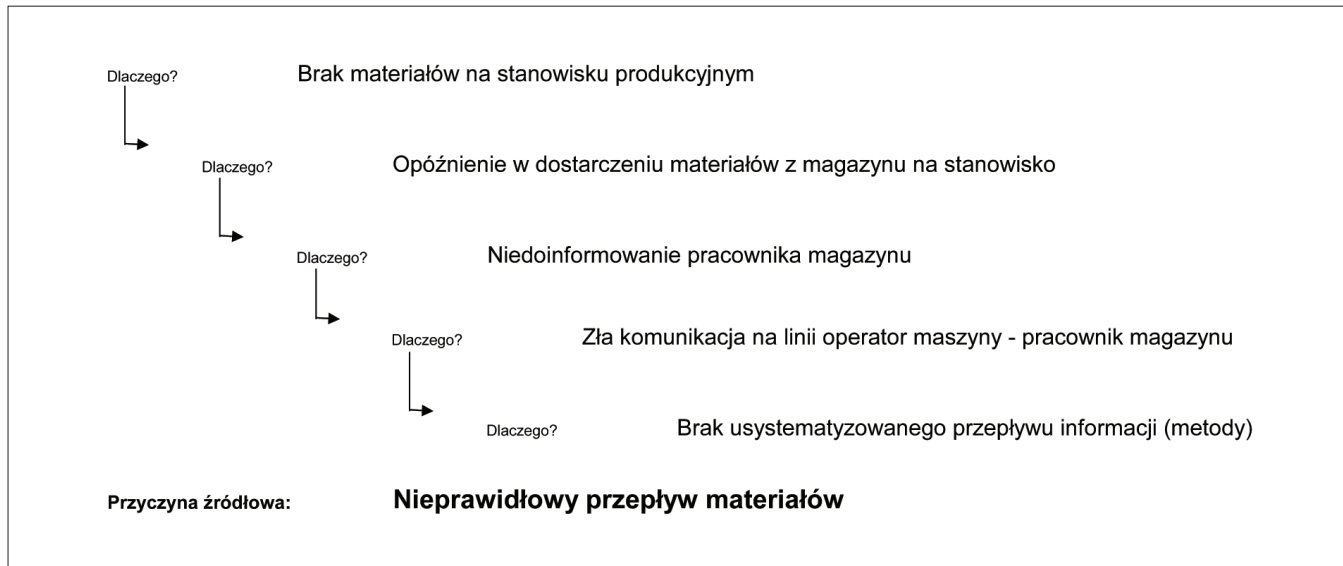 Dlaczego? Brak materiałów na stanowisku produkcyjnym
Dlaczego? Opóźnienie w dostarczeniu materiałów z magazynu na stanowisko
Dlaczego? Niedoinformowanie pracownika magazynu
Dlaczego? Zła komunikacja na linii operator maszyny - pracownik magazynu
Dlaczego? Brak usystematyzowanego przepływu informacji (metody)
Przyczyna źródłowa: Nieprawidłowy przepływ materiałów